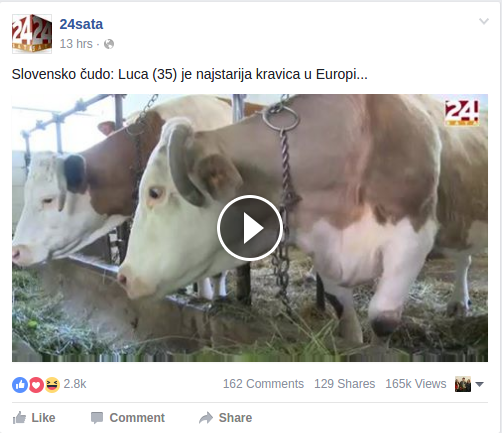 24sata
13 hrs ·
Slovensko čudo: Luca (35) je najstarija kravica u Europi...
24
SATA
2.8k
162 Comments 129 Shares 165k Views
Like Comment Share